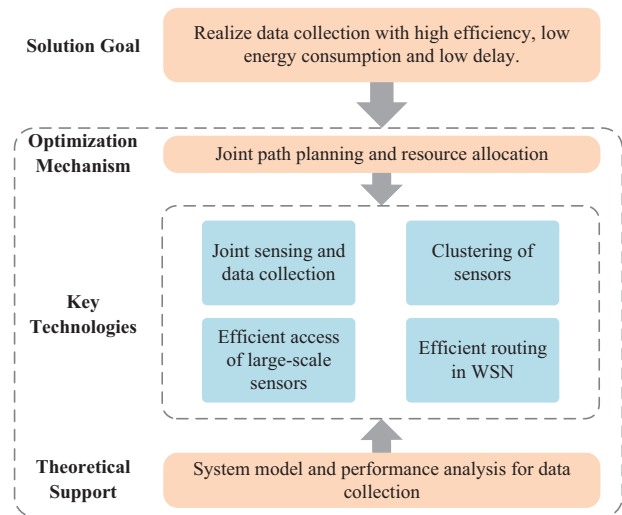 Solution Goal
Realize data collection with high efficiency, low
energy consumption and low delay.
Optimization
Mechanism
Joint path planning and resource allocation
Key
Technologies
Joint sensing and
data collection
Clustering of
sensors
Efficient access
of large-scale
sensors
Efficient routing
in WSN
Theoretical
Support
System model and performance analysis for data
collection